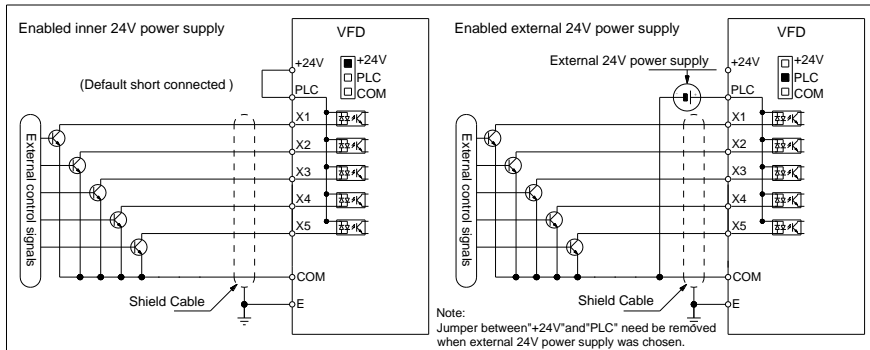 Enabled inner 24V power supply
VFD
+24V
+24V
PLC
COM
(Default short connected )
PLC
X1
X2
X3
X4
X5
External control signals
COM
Shield Cable
E
Enabled external 24V power supply
VFD
External 24V power supply
+24V
+24V
PLC
COM
PLC
X1
X2
X3
X4
X5
External control signals
COM
Shield Cable
E
Note:
Jumper between"+24V"and"PLC" need be removed
when external 24V power supply was chosen.